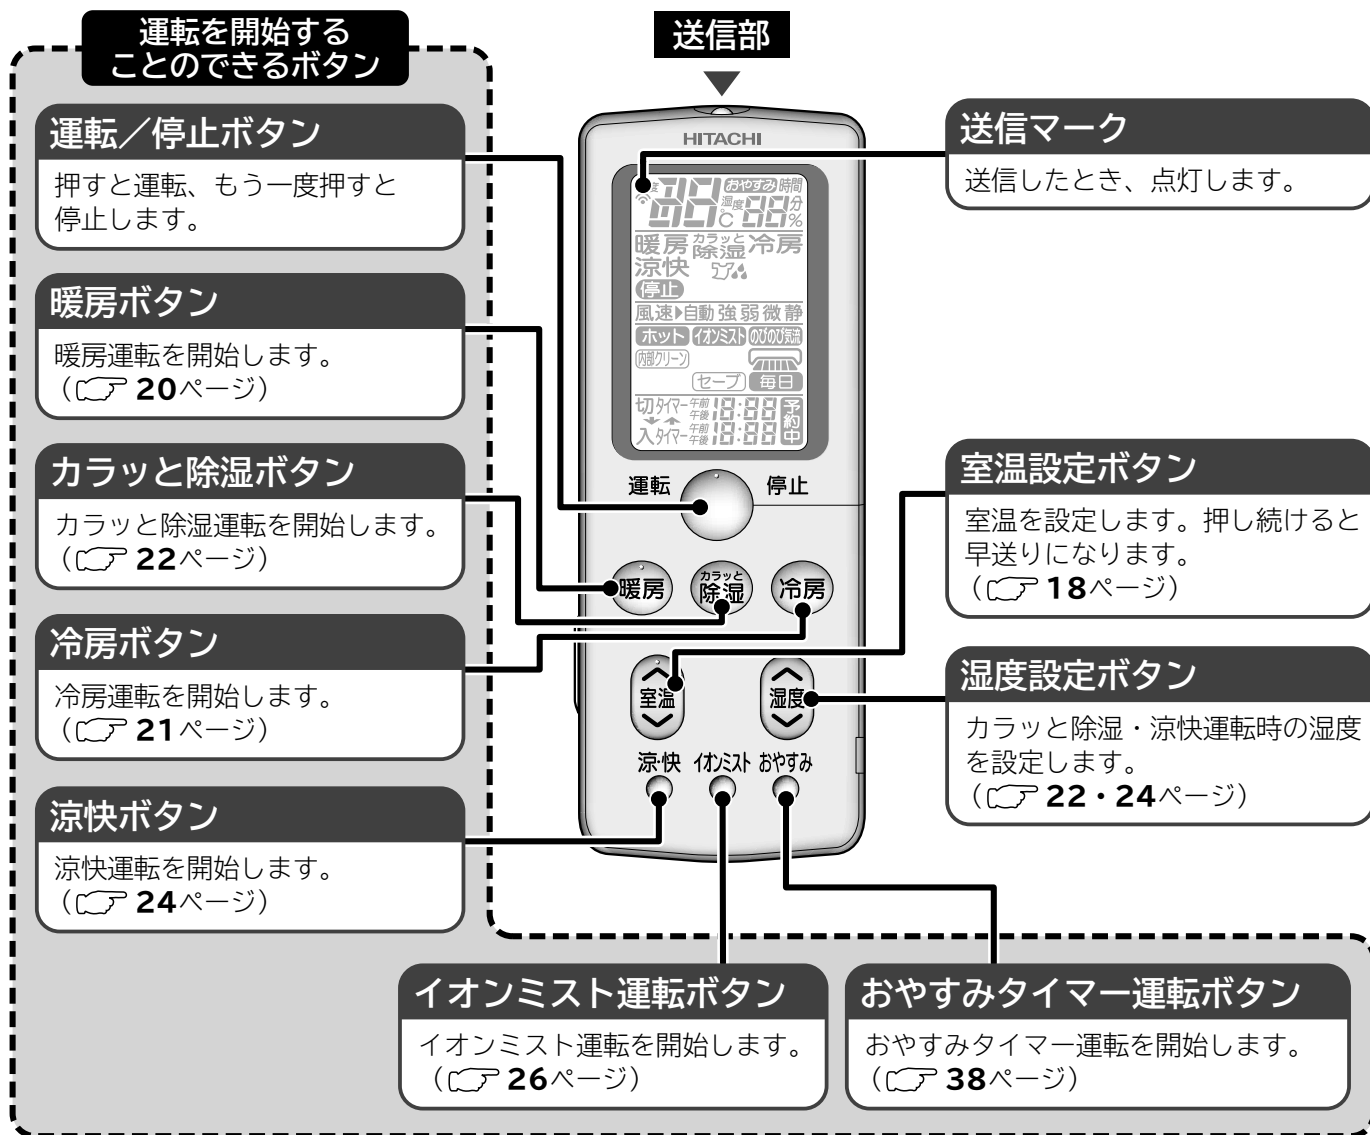 運転を開始する
ことのできるボタン
運転／停止ボタン
押すと運転、もう一度押すと
停止します。
暖房ボタン
暖房運転を開始します。
（20ページ）
カラッと除湿ボタン
カラッと除湿運転を開始します。
（22ページ）
冷房ボタン
冷房運転を開始します。
（21ページ）
涼快ボタン
涼快運転を開始します。
（24ページ）
送信部
HITACHI
度 88 おやすみ 時間
℃ 湿度 88 分
%
暖房 カラッと除湿 冷房
涼快
停止
風速▶自動 強 弱 微 静
ホット イオンミスト のびのび気流
内部クリーン
セーブ 毎日
切タイマー 午前 午後 18:88 予約中
入タイマー 午前 午後 18:88
運転 停止
暖房 カラッと除湿 冷房
室温 湿度
涼・快 イオンミスト おやすみ
送信マーク
送信したとき、点灯します。
室温設定ボタン
室温を設定します。押し続けると
早送りになります。
（18ページ）
湿度設定ボタン
カラッと除湿・涼快運転時の湿度
を設定します。
（22・24ページ）
イオンミスト運転ボタン
イオンミスト運転を開始します。
（26ページ）
おやすみタイマー運転ボタン
おやすみタイマー運転を開始します。
（38ページ）